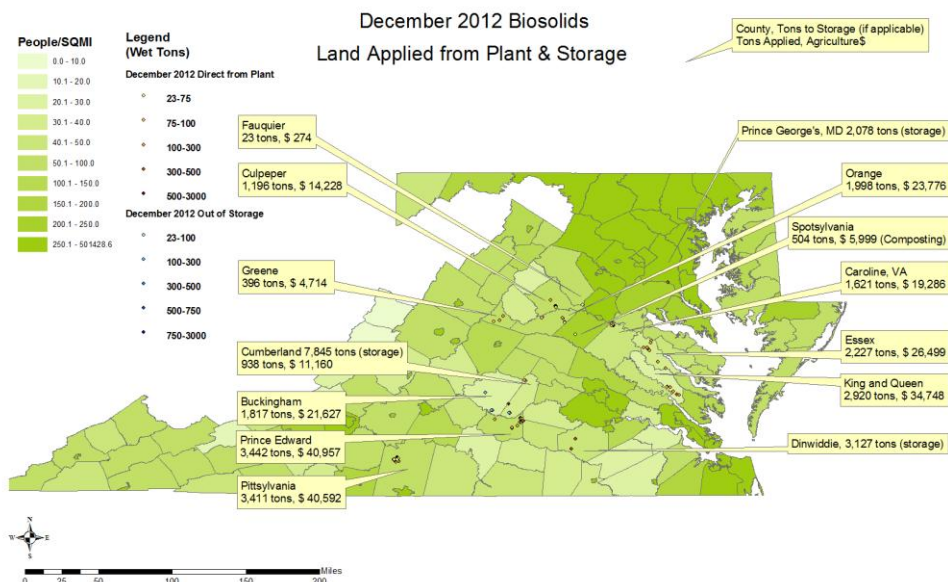 December 2012 Biosolids
Land Applied from Plant & Storage
People/SQMI
0.0 - 10.0
10.1 - 20.0
20.1 - 30.0
30.1 - 40.0
40.1 - 50.0
50.1 - 100.0
100.1 - 150.0
150.1 - 200.0
200.1 - 250.0
250.1 - 501428.6
Legend
(Wet Tons)
December 2012 Direct from Plant
23-75
75-100
100-300
300-500
500-3000
December 2012 Out of Storage
23-100
100-300
300-500
500-750
750-3000
County, Tons to Storage (if applicable)
Tons Applied, Agriculture$
Fauquier
23 tons, $ 274
Culpeper
1,196 tons, $ 14,228
Greene
396 tons, $ 4,714
Cumberland 7,845 tons (storage)
938 tons, $ 11,160
Buckingham
1,817 tons, $ 21,627
Prince Edward
3,442 tons, $ 40,957
Pittsylvania
3,411 tons, $ 40,592
Prince George's, MD 2,078 tons (storage)
Orange
1,998 tons, $ 23,776
Spotsylvania
504 tons, $ 5,999 (Composting)
Caroline, VA
1,621 tons, $ 19,286
Essex
2,227 tons, $ 26,499
King and Queen
2,920 tons, $ 34,748
Dinwiddie, 3,127 tons (storage)
N
W E
S
Miles
0 25 50 100 150 200